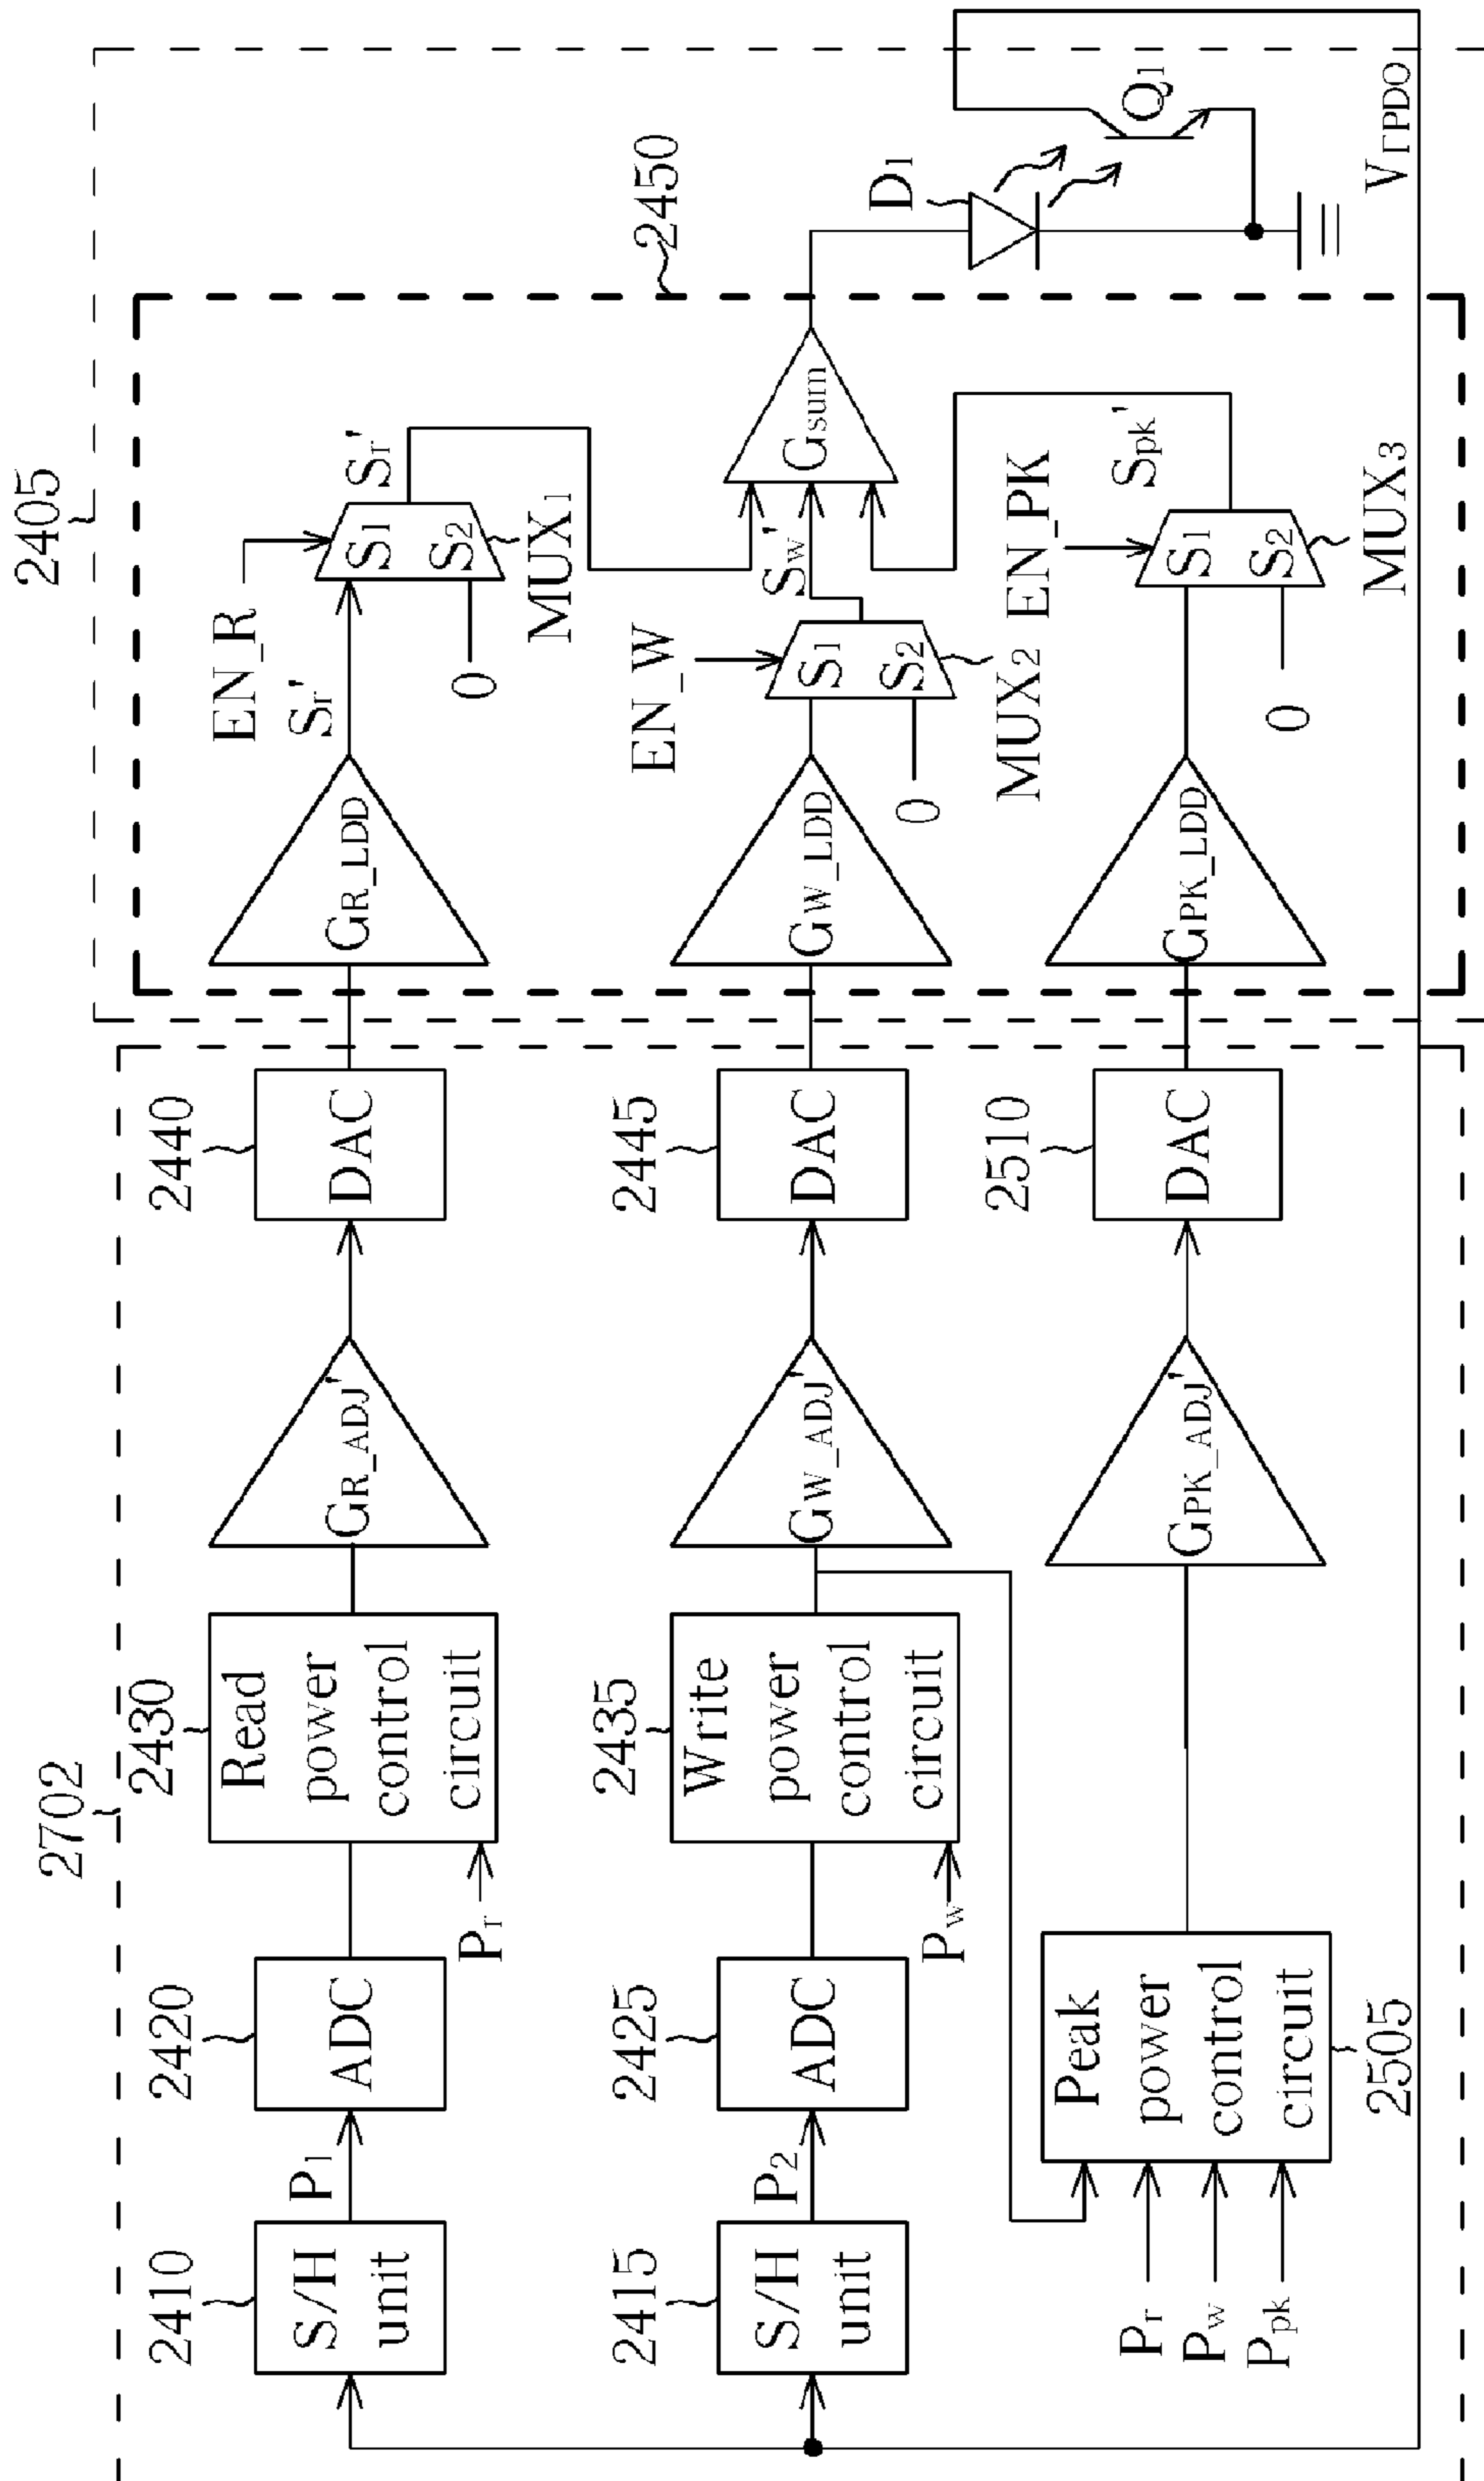 2702
2405
2410
S/H
unit
P1
2420
ADC
Pr
2430
Read
power
control
circuit
GR_ADJ'
2440
DAC
GR_LDD
Sr'
EN_R
S1
S2
0
MUX1
Sr'
2415
S/H
unit
P2
2425
ADC
Pw
2435
Write
power
control
circuit
GW_ADJ'
2445
DAC
GW_LDD
EN_W
S1
S2
0
MUX2
Sw'
Gsum
2450
D1
Q1
Pr
Pw
Ppk
Peak
power
control
circuit
2505
GPK_ADJ'
2510
DAC
GPK_LDD
EN_PK
S1
S2
0
MUX3
Spk'
VFPDO